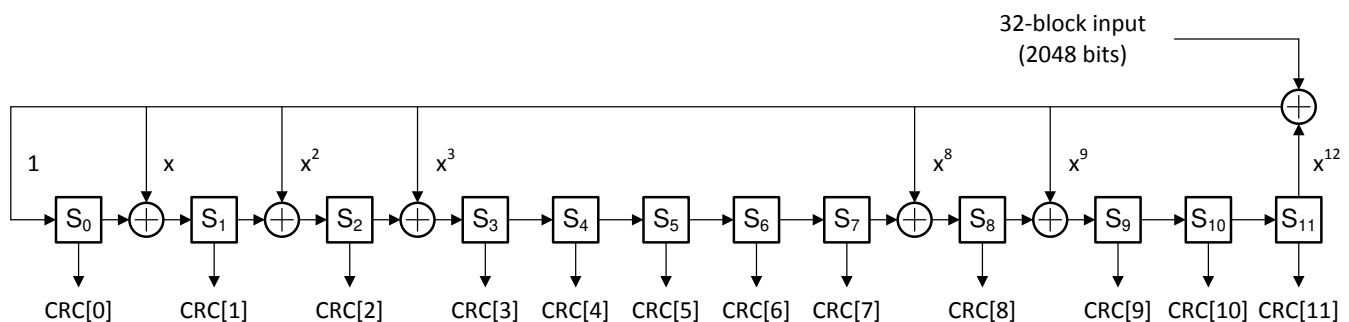 32-block input
(2048 bits)
1 x x² x³ x⁸ x⁹ x¹²
S₀ S₁ S₂ S₃ S₄ S₅ S₆ S₇ S₈ S₉ S₁₀ S₁₁
CRC[0] CRC[1] CRC[2] CRC[3] CRC[4] CRC[5] CRC[6] CRC[7] CRC[8] CRC[9] CRC[10] CRC[11]